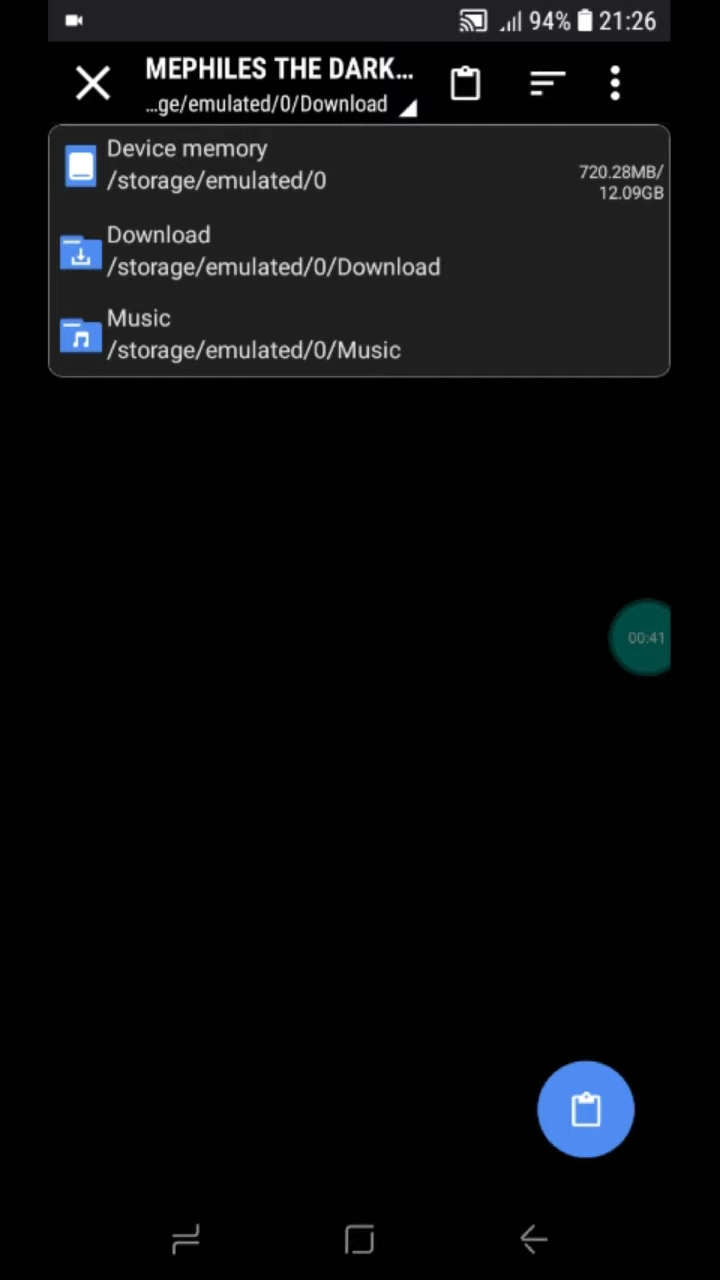 94% 21:26
MEPHILES THE DARK...
...ge/emulated/0/Download
Device memory
/storage/emulated/0
720.28MB/
12.09GB
Download
/storage/emulated/0/Download
Music
/storage/emulated/0/Music
00:41